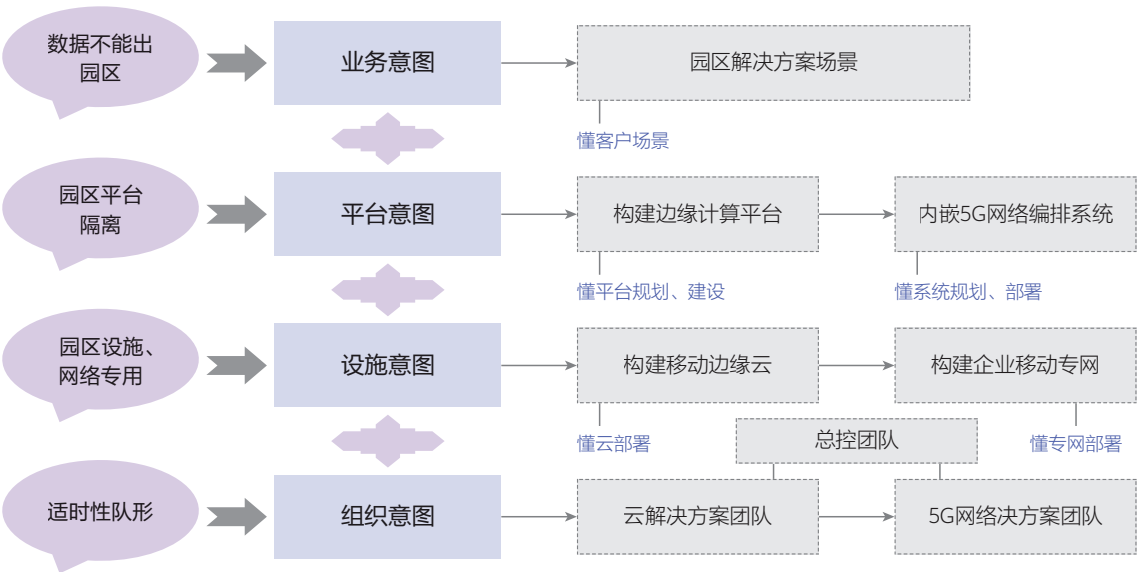 数据不能出
园区
业务意图
园区解决方案场景
懂客户场景
园区平台
隔离
平台意图
构建边缘计算平台
内嵌5G网络编排系统
懂平台规划、建设
懂系统规划、部署
园区设施、
网络专用
设施意图
构建移动边缘云
构建企业移动专网
懂云部署
懂专网部署
总控团队
适时性队形
组织意图
云解决方案团队
5G网络决方案团队